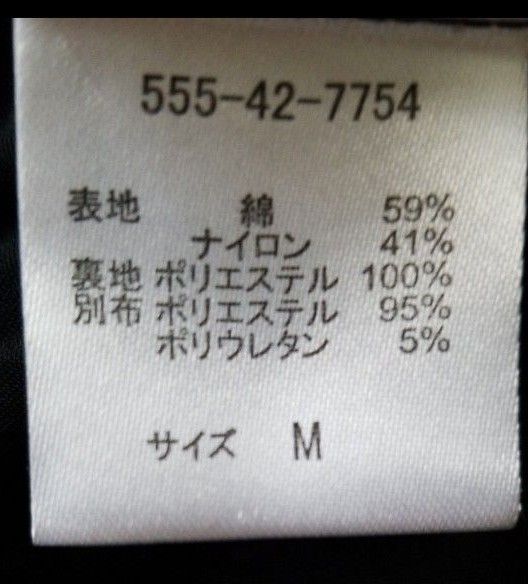 555-42-7754
表地 綿 59%
ナイロン 41%
裏地 ポリエステル 100%
別布 ポリエステル 95%
ポリウレタン 5%
サイズ M